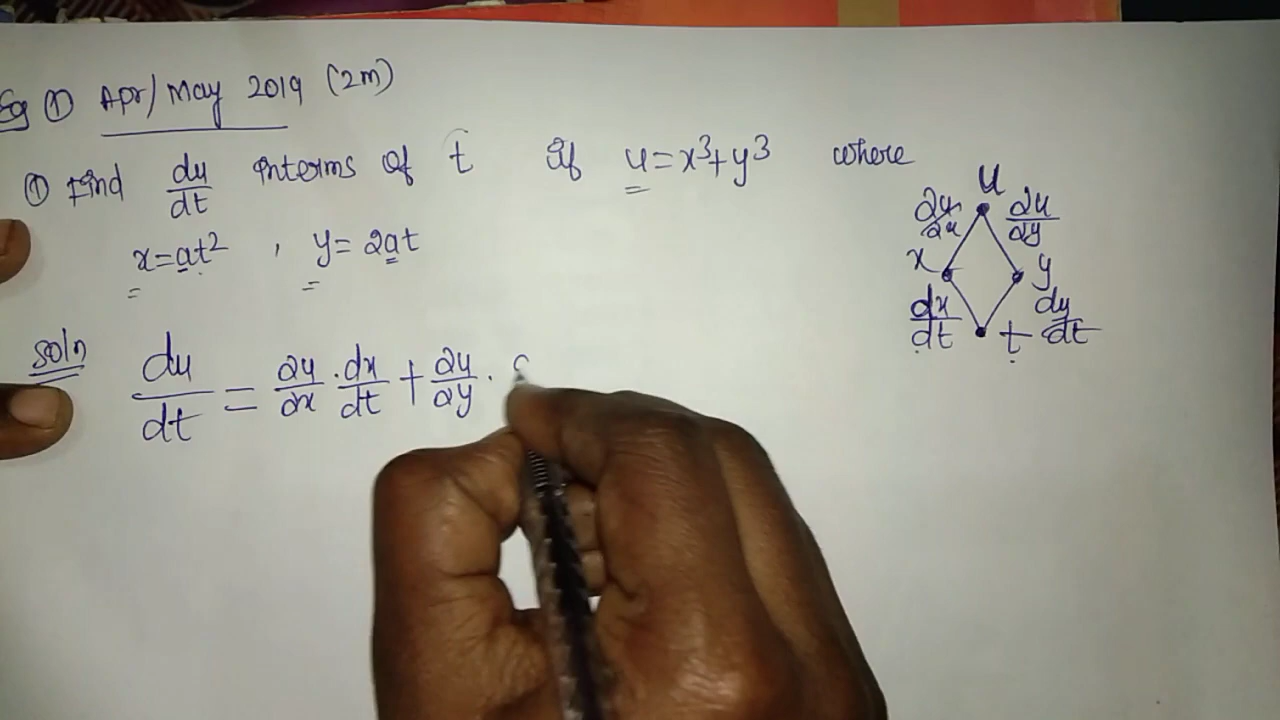 Eg ① Apr/May 2019 (2m)
① Find du/dt interms of t if u=x³+y³ where
x=at² , y=2at
Soln du/dt = ∂u/∂x · dx/dt + ∂u/∂y ·
u
∂u/∂x ∂u/∂y
x y
dx/dt t dy/dt